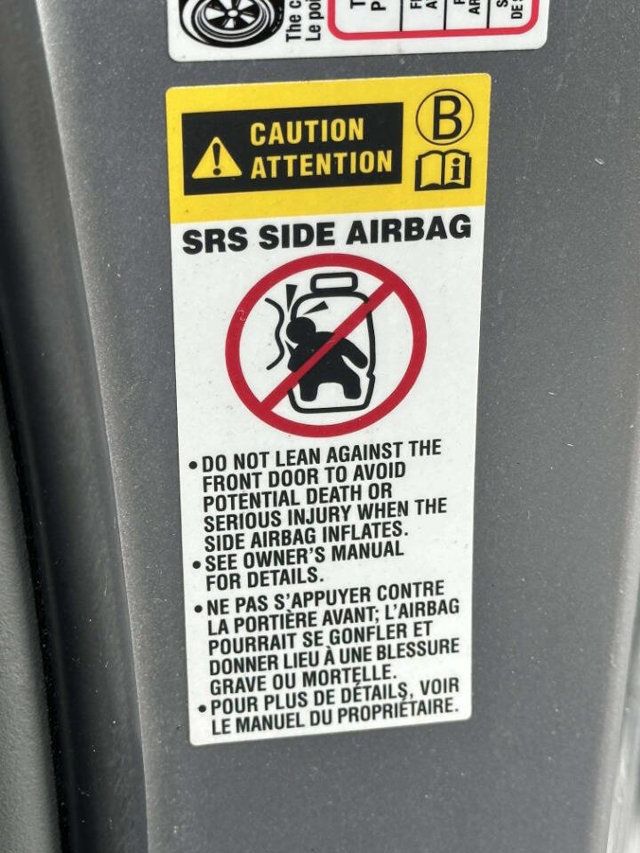 The c
Le po
CAUTION
ATTENTION
B
i
SRS SIDE AIRBAG
• DO NOT LEAN AGAINST THE
FRONT DOOR TO AVOID
POTENTIAL DEATH OR
SERIOUS INJURY WHEN THE
SIDE AIRBAG INFLATES.
• SEE OWNER'S MANUAL
FOR DETAILS.
• NE PAS S'APPUYER CONTRE
LA PORTIÈRE AVANT; L'AIRBAG
POURRAIT SE GONFLER ET
DONNER LIEU À UNE BLESSURE
GRAVE OU MORTELLE.
• POUR PLUS DE DÉTAILS, VOIR
LE MANUEL DU PROPRIÉTAIRE.